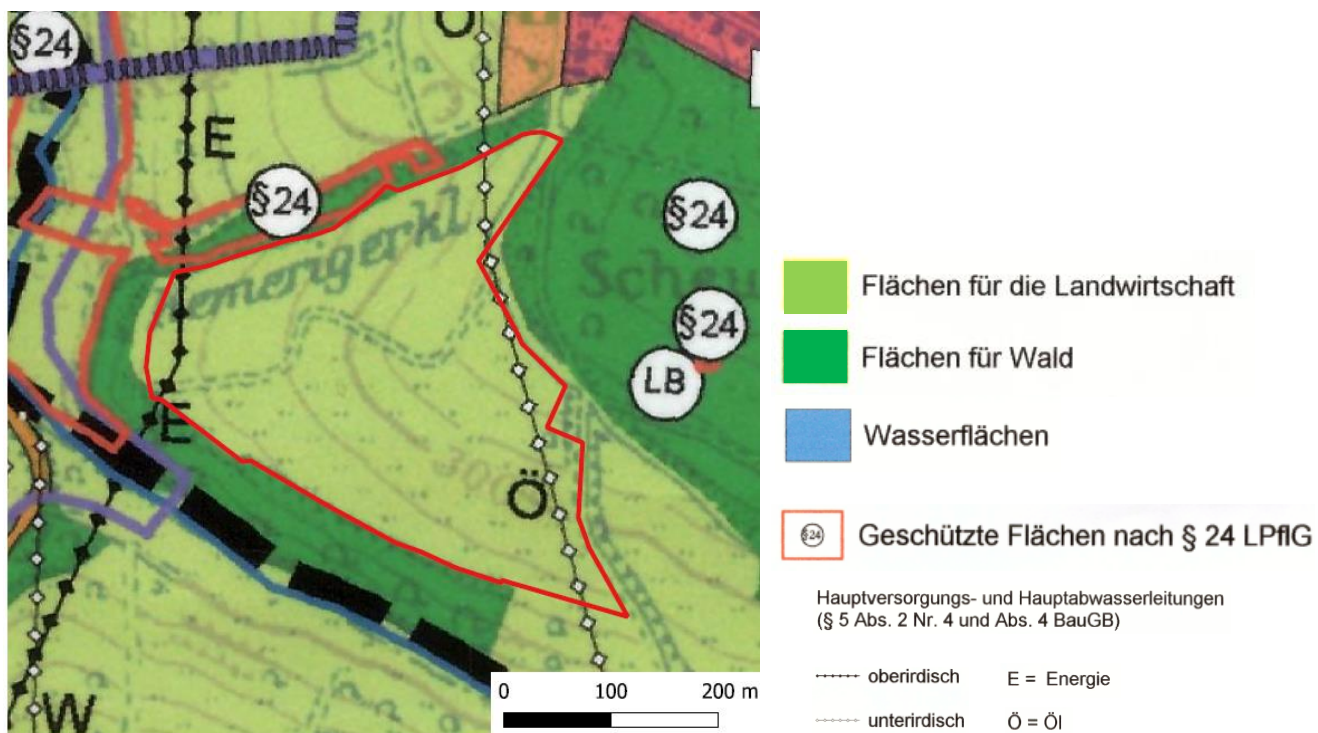 §24
Ö
E
§24
§24
§24
LB
E
300
Ö
W
0 100 200 m
Flächen für die Landwirtschaft
Flächen für Wald
Wasserflächen
§24 Geschützte Flächen nach § 24 LPflG
Hauptversorgungs- und Hauptabwasserleitungen
(§ 5 Abs. 2 Nr. 4 und Abs. 4 BauGB)
oberirdisch E = Energie
unterirdisch Ö = Öl